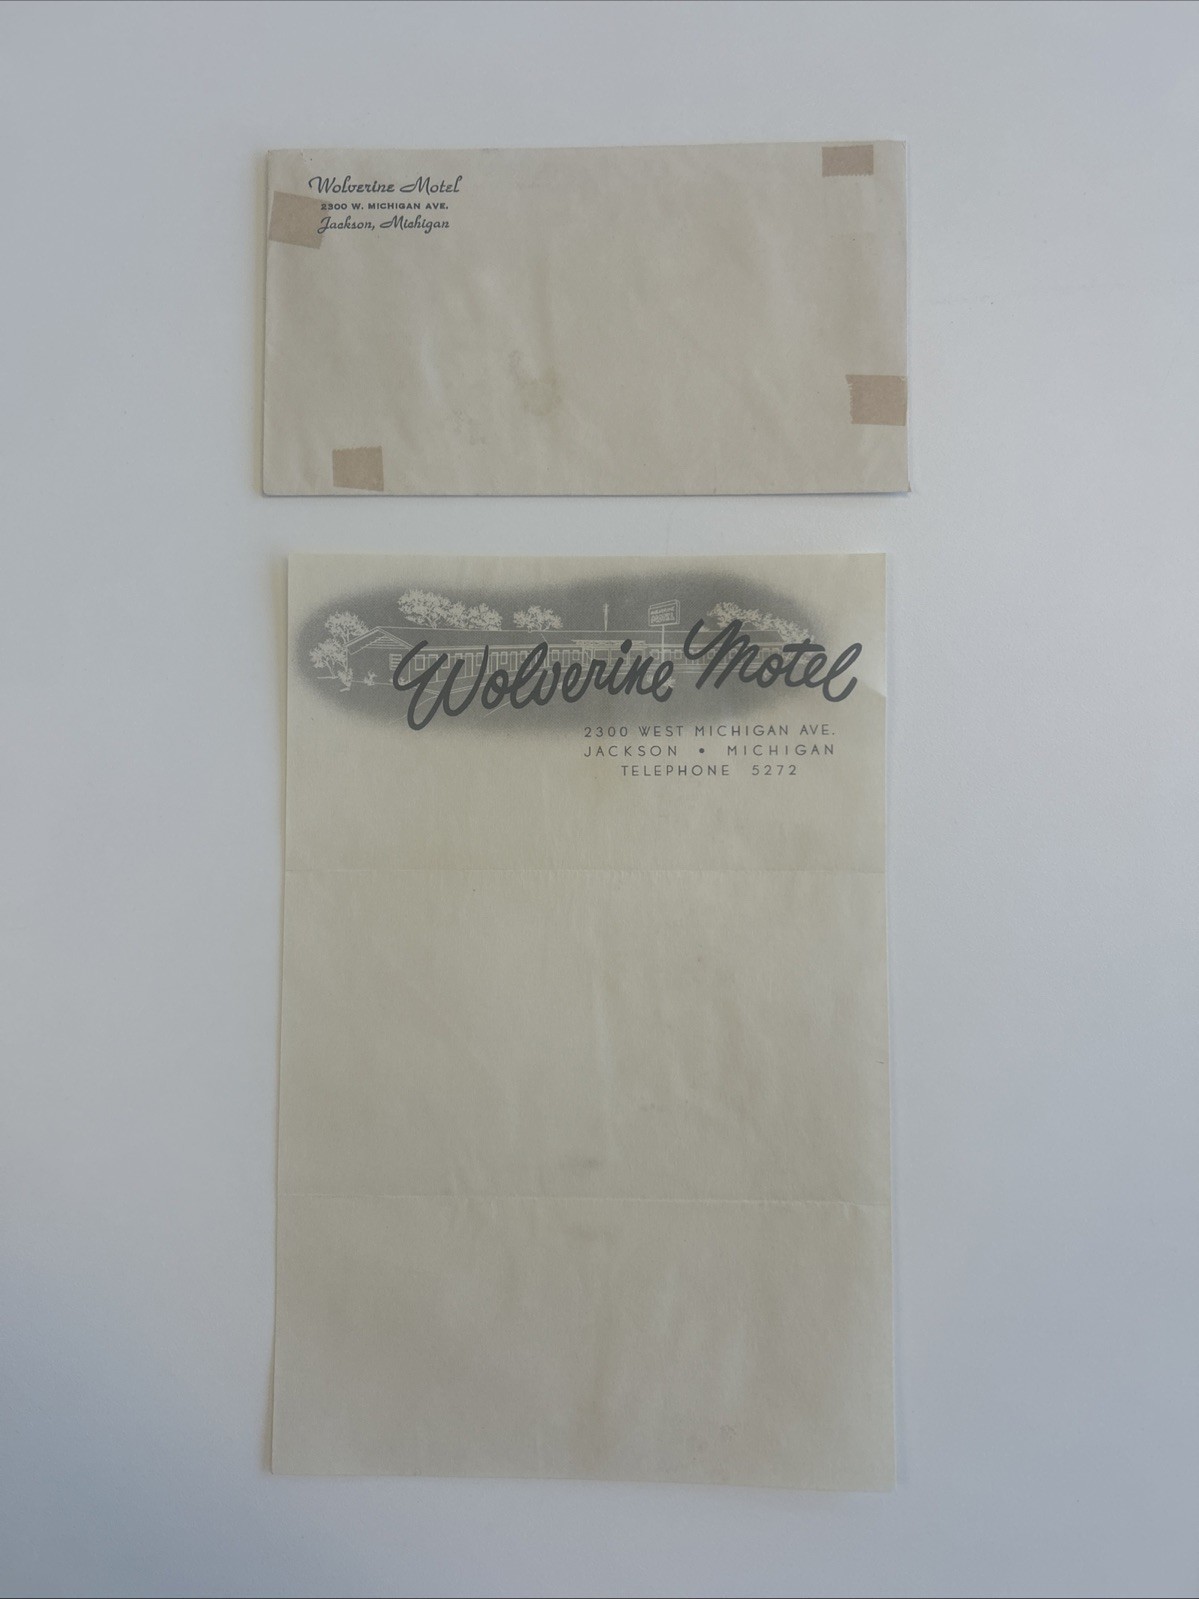 Wolverine Motel
2300 W. MICHIGAN AVE.
Jackson, Michigan
Wolverine Motel
2300 WEST MICHIGAN AVE.
JACKSON • MICHIGAN
TELEPHONE 5272